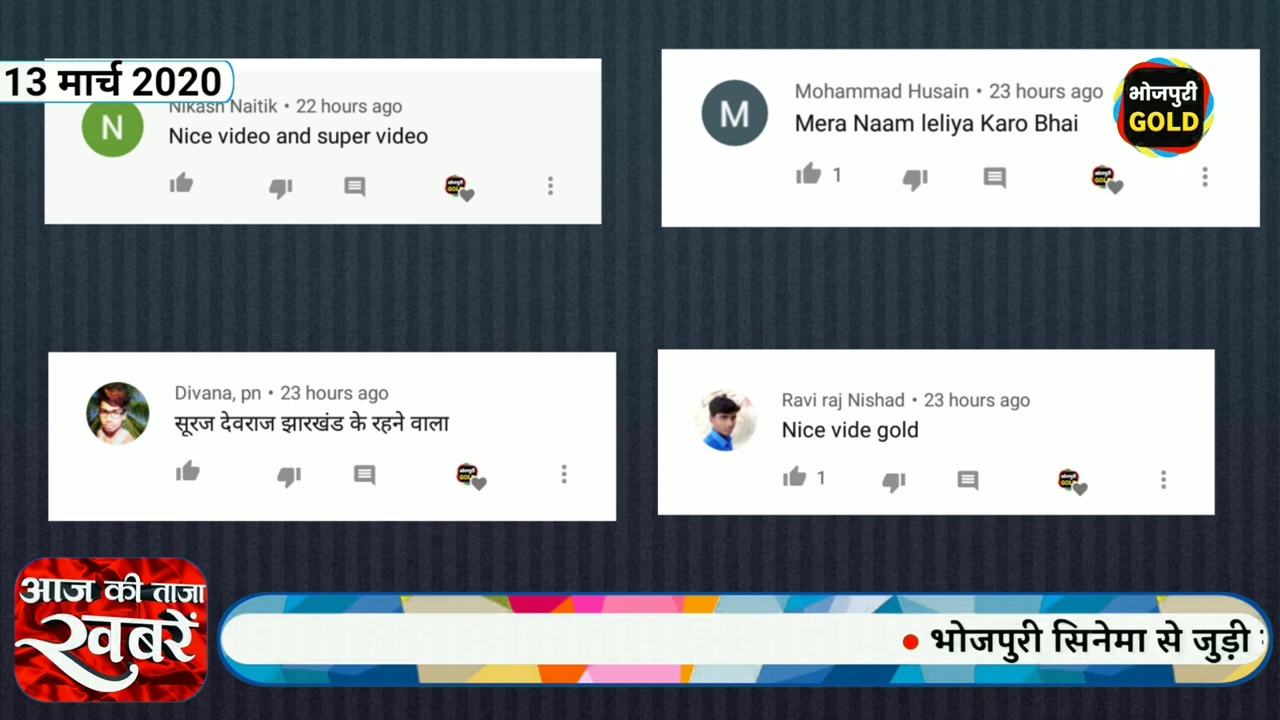 13 मार्च 2020
N
Nikash Naitik • 22 hours ago
Nice video and super video
M
Mohammad Husain • 23 hours ago
Mera Naam leliya Karo Bhai
1
भोजपुरी
GOLD
Divana, pn • 23 hours ago
सूरज देवराज झारखंड के रहने वाला
Ravi raj Nishad • 23 hours ago
Nice vide gold
1
आज की ताजा
खबरें
• भोजपुरी सिनेमा से जुड़ी